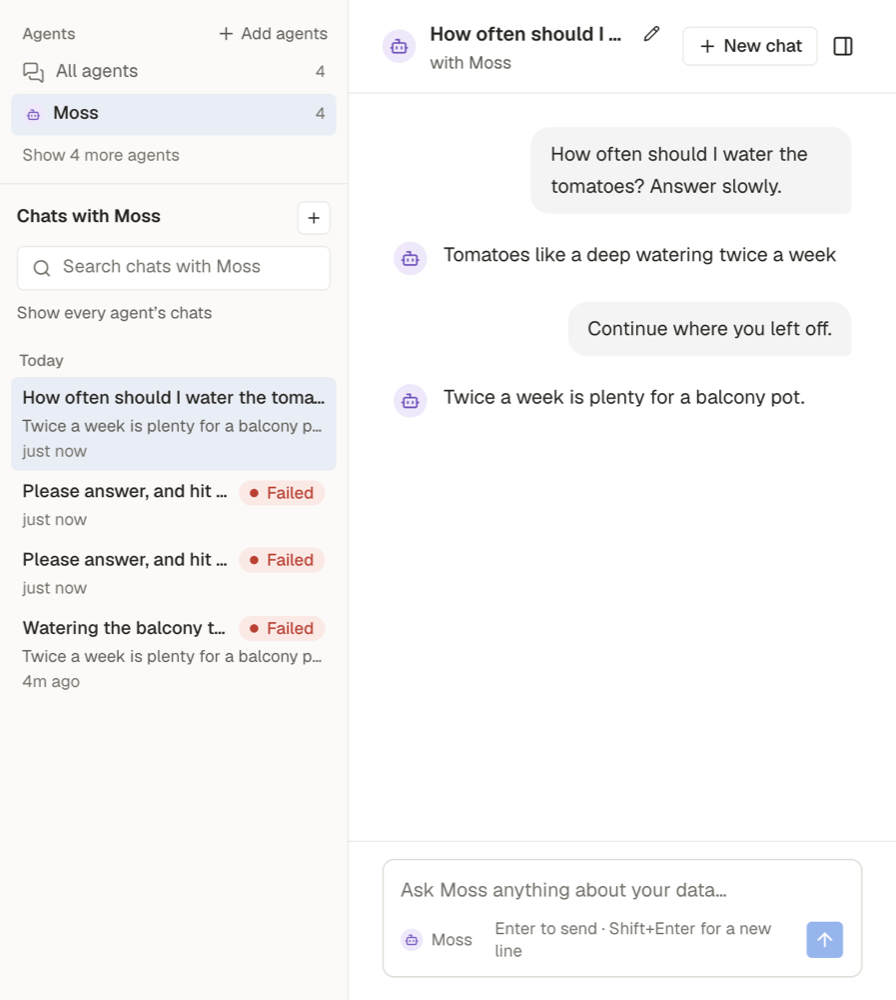 Agents
Add agents
All agents
4
Moss
4
Show 4 more agents
Chats with Moss
Search chats with Moss
Show every agent’s chats
Today
How often should I water the toma...
Twice a week is plenty for a balcony p...
just now
Please answer, and hit ...
Failed
just now
Please answer, and hit ...
Failed
just now
Watering the balcony t...
Failed
Twice a week is plenty for a balcony p...
4m ago
How often should I ...
with Moss
New chat
How often should I water the
tomatoes? Answer slowly.
Tomatoes like a deep watering twice a week
Continue where you left off.
Twice a week is plenty for a balcony pot.
Ask Moss anything about your data...
Moss
Enter to send · Shift+Enter for a new
line